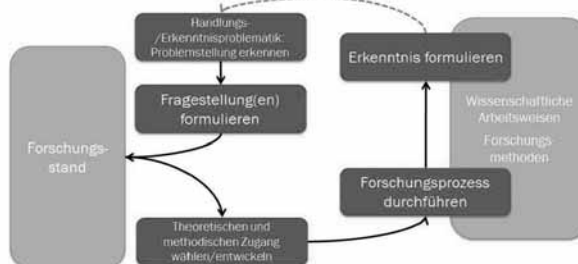 Handlungs-
/Erkenntnisproblematik:
Problemstellung erkennen
Fragestellung(en)
formulieren
Forschungs-
stand
Theoretischen und
methodischen Zugang
wählen/entwickeln
Erkenntnis formulieren
Wissenschaftliche
Arbeitsweisen
Forschungs-
methoden
Forschungsprozess
durchführen